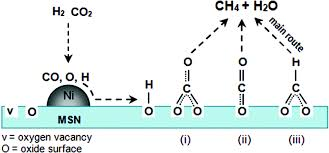 H2 CO2
CH4 + H2O
main route
CO, O, H
Ni
H
O
O
C
O O
O
C
O
H
C
O O
v O
MSN
(i) (ii) (iii)
v = oxygen vacancy
O = oxide surface